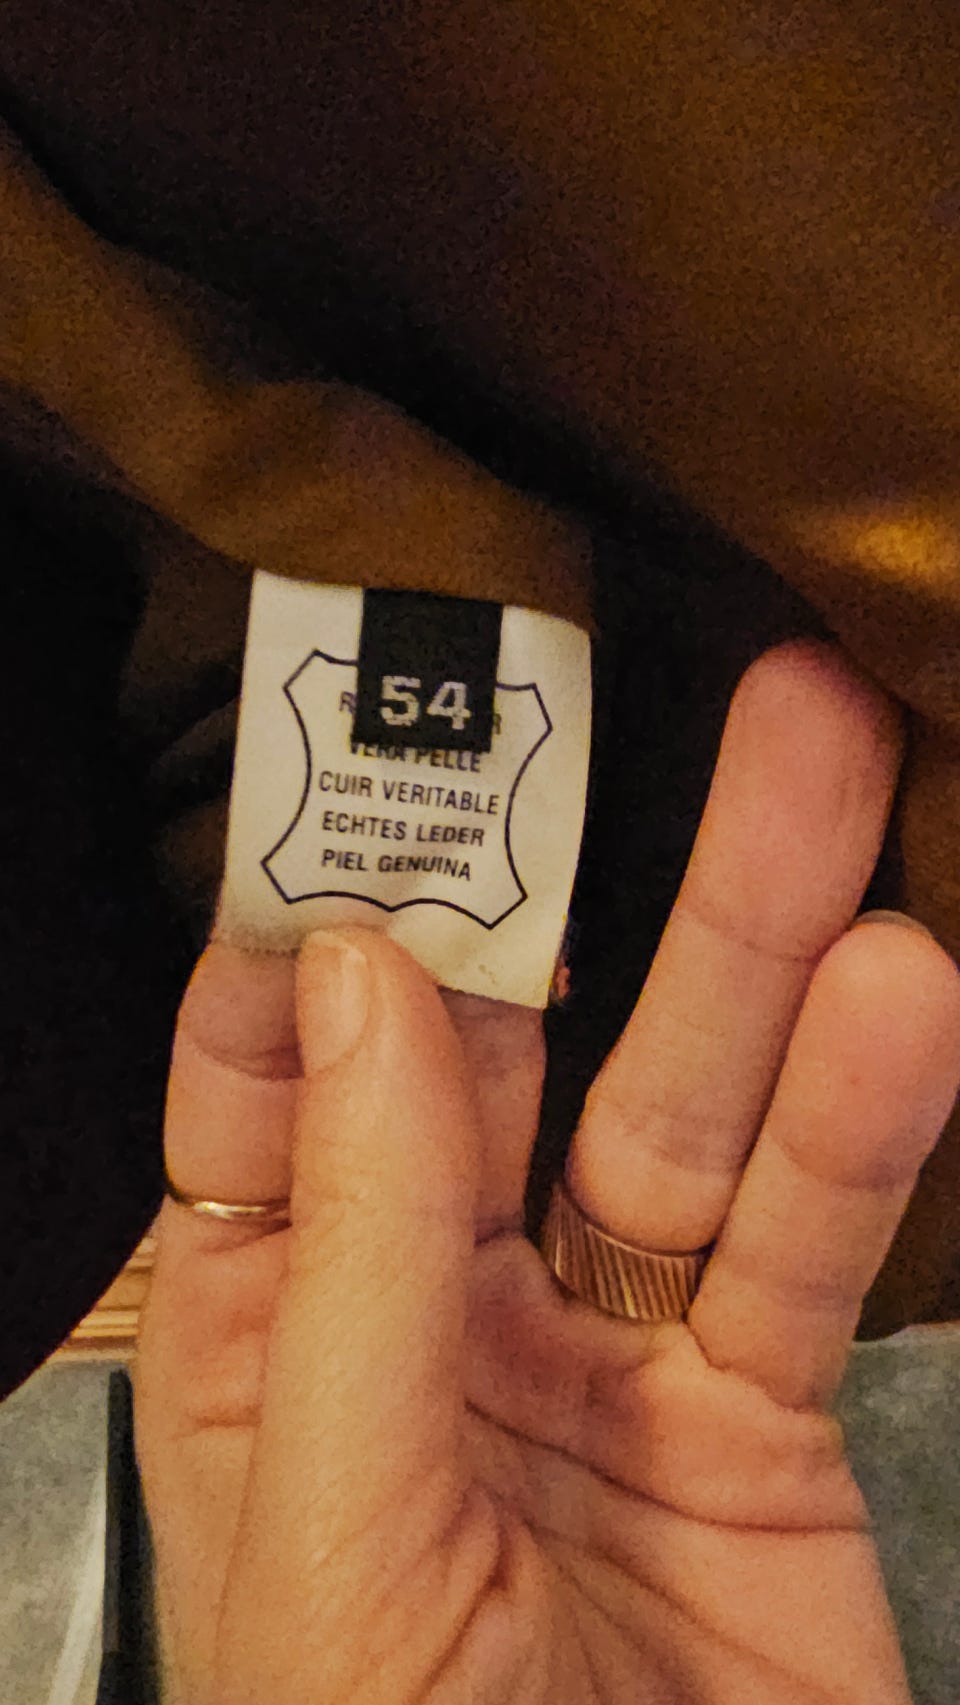 54
VERA PELLE
CUIR VERITABLE
ECHTES LEDER
PIEL GENUINA